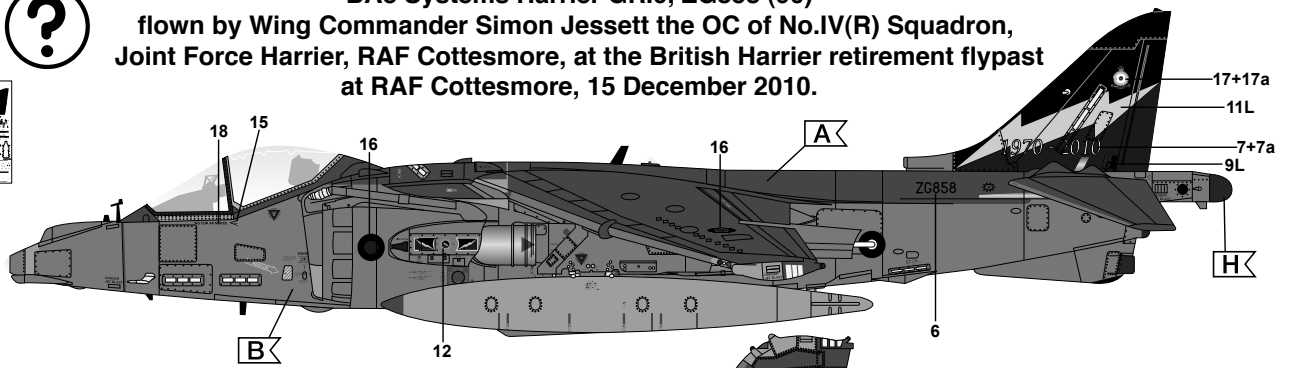 ?
flown by Wing Commander Simon Jessett the OC of No.IV(R) Squadron,
Joint Force Harrier, RAF Cottesmore, at the British Harrier retirement flypast
at RAF Cottesmore, 15 December 2010.
17+17a
11L
7+7a
9L
18
15
16
16
A
1970 2010
ZG858
H
B
12
6